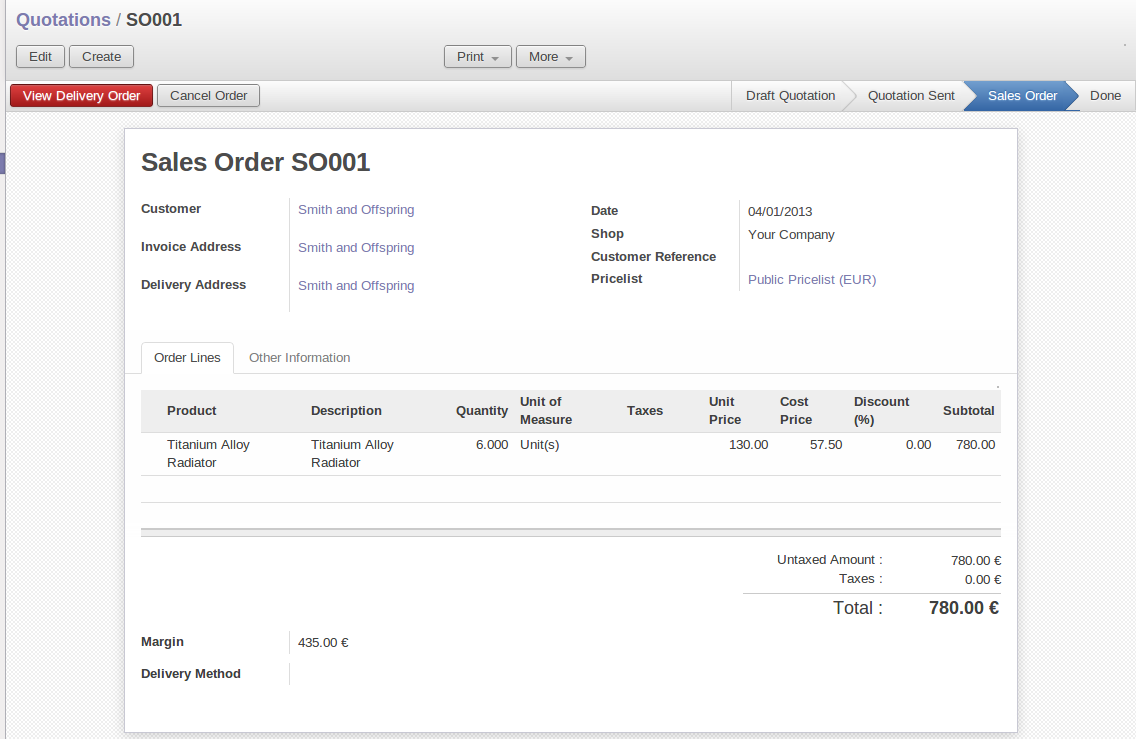 Quotations / SO001
Edit Create Print More
View Delivery Order Cancel Order Draft Quotation Quotation Sent Sales Order Done
Sales Order SO001
Customer Smith and Offspring
Invoice Address Smith and Offspring
Delivery Address Smith and Offspring
Date 04/01/2013
Shop Your Company
Customer Reference
Pricelist Public Pricelist (EUR)
Order Lines Other Information
Product Description Quantity Unit of Measure Taxes Unit Price Cost Price Discount (%) Subtotal
Titanium Alloy Radiator Titanium Alloy Radiator 6.000 Unit(s) 130.00 57.50 0.00 780.00
Untaxed Amount : 780.00 €
Taxes : 0.00 €
Total : 780.00 €
Margin 435.00 €
Delivery Method